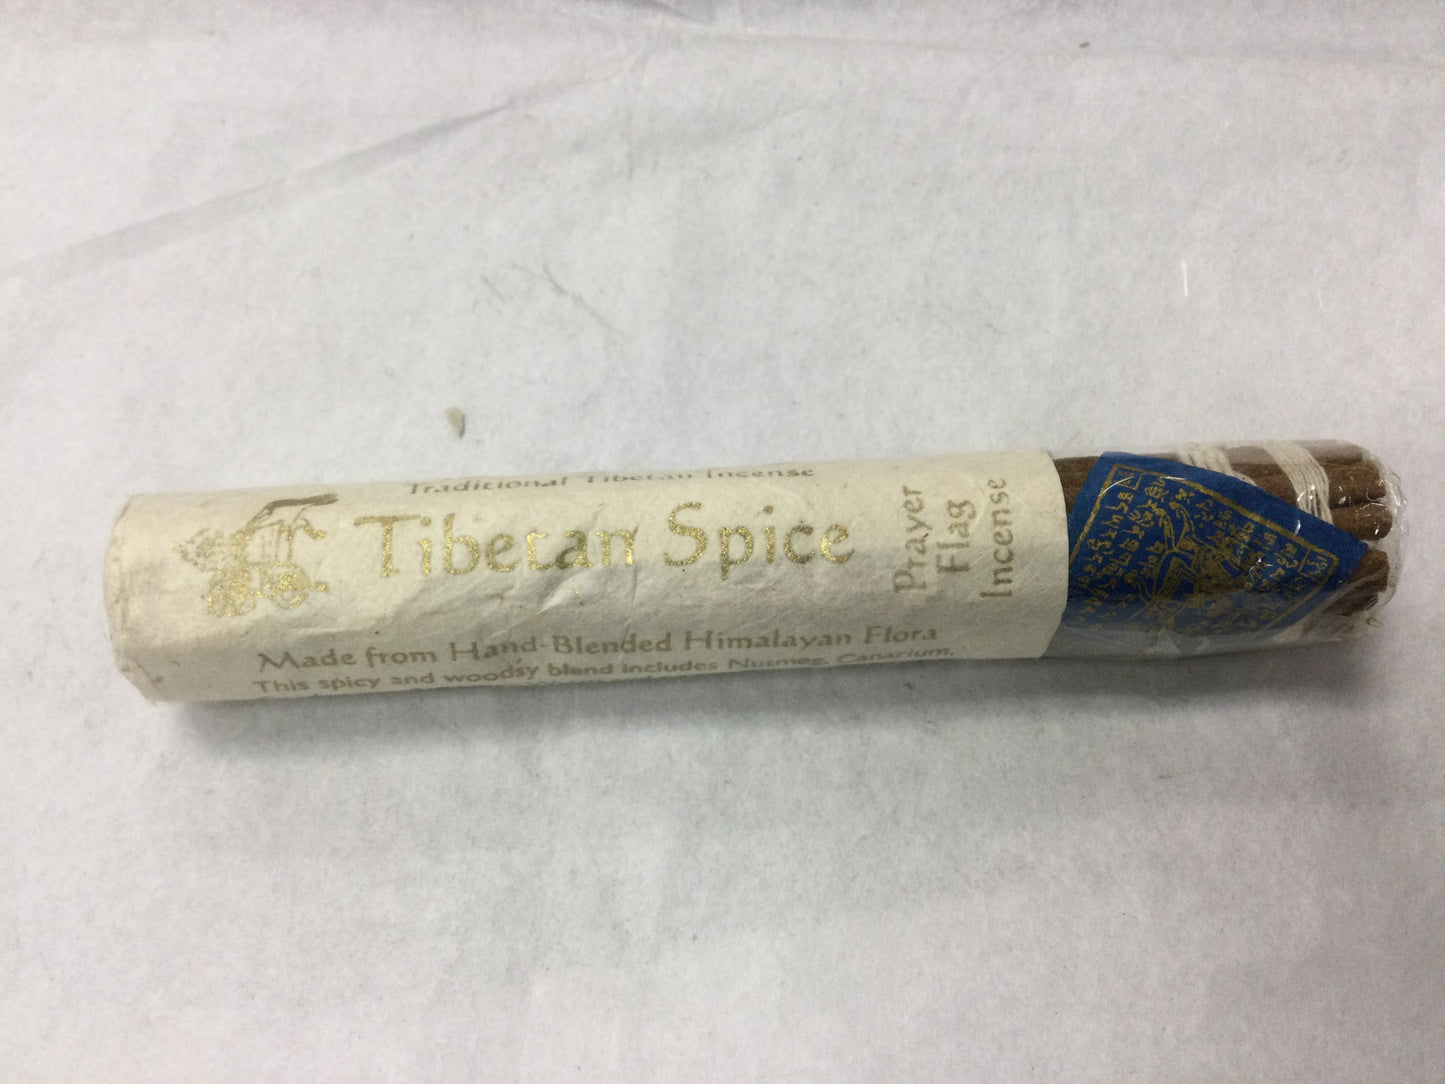 Traditional Tibetan Incense
Tibetan Spice
Prayer
Flag
Incense
Made from Hand-Blended Himalayan Flora
This spicy and woodsy blend includes Nutmeg, Canarium,